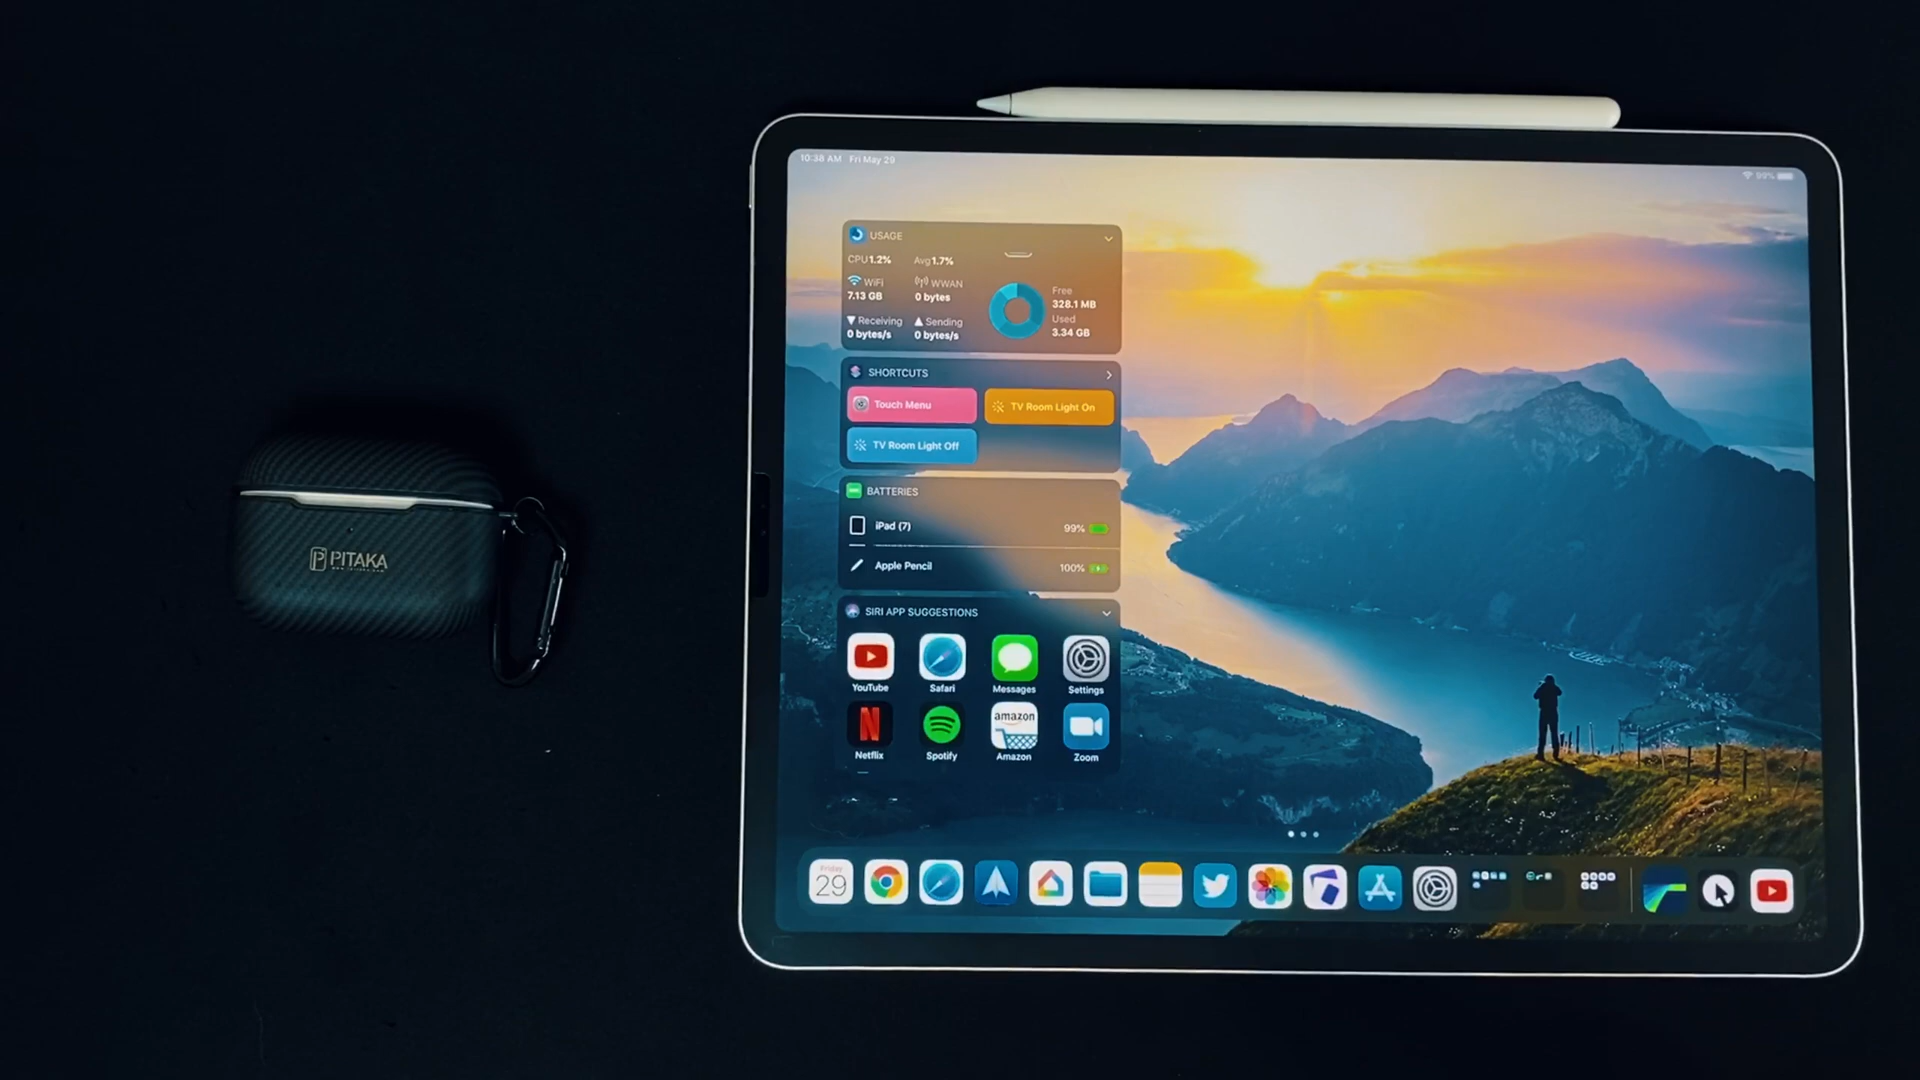 10:38 AM Fri May 29
99%
USAGE
CPU 1.2% Avg 1.7%
WiFi
7.13 GB
WWAN
0 bytes
Receiving
0 bytes/s
Sending
0 bytes/s
Free
328.1 MB
Used
3.34 GB
SHORTCUTS
Touch Menu
TV Room Light On
TV Room Light Off
BATTERIES
iPad (7) 99%
Apple Pencil 100%
SIRI APP SUGGESTIONS
YouTube Safari Messages Settings
amazon
Netflix Spotify Amazon Zoom
Friday
29
PITAKA